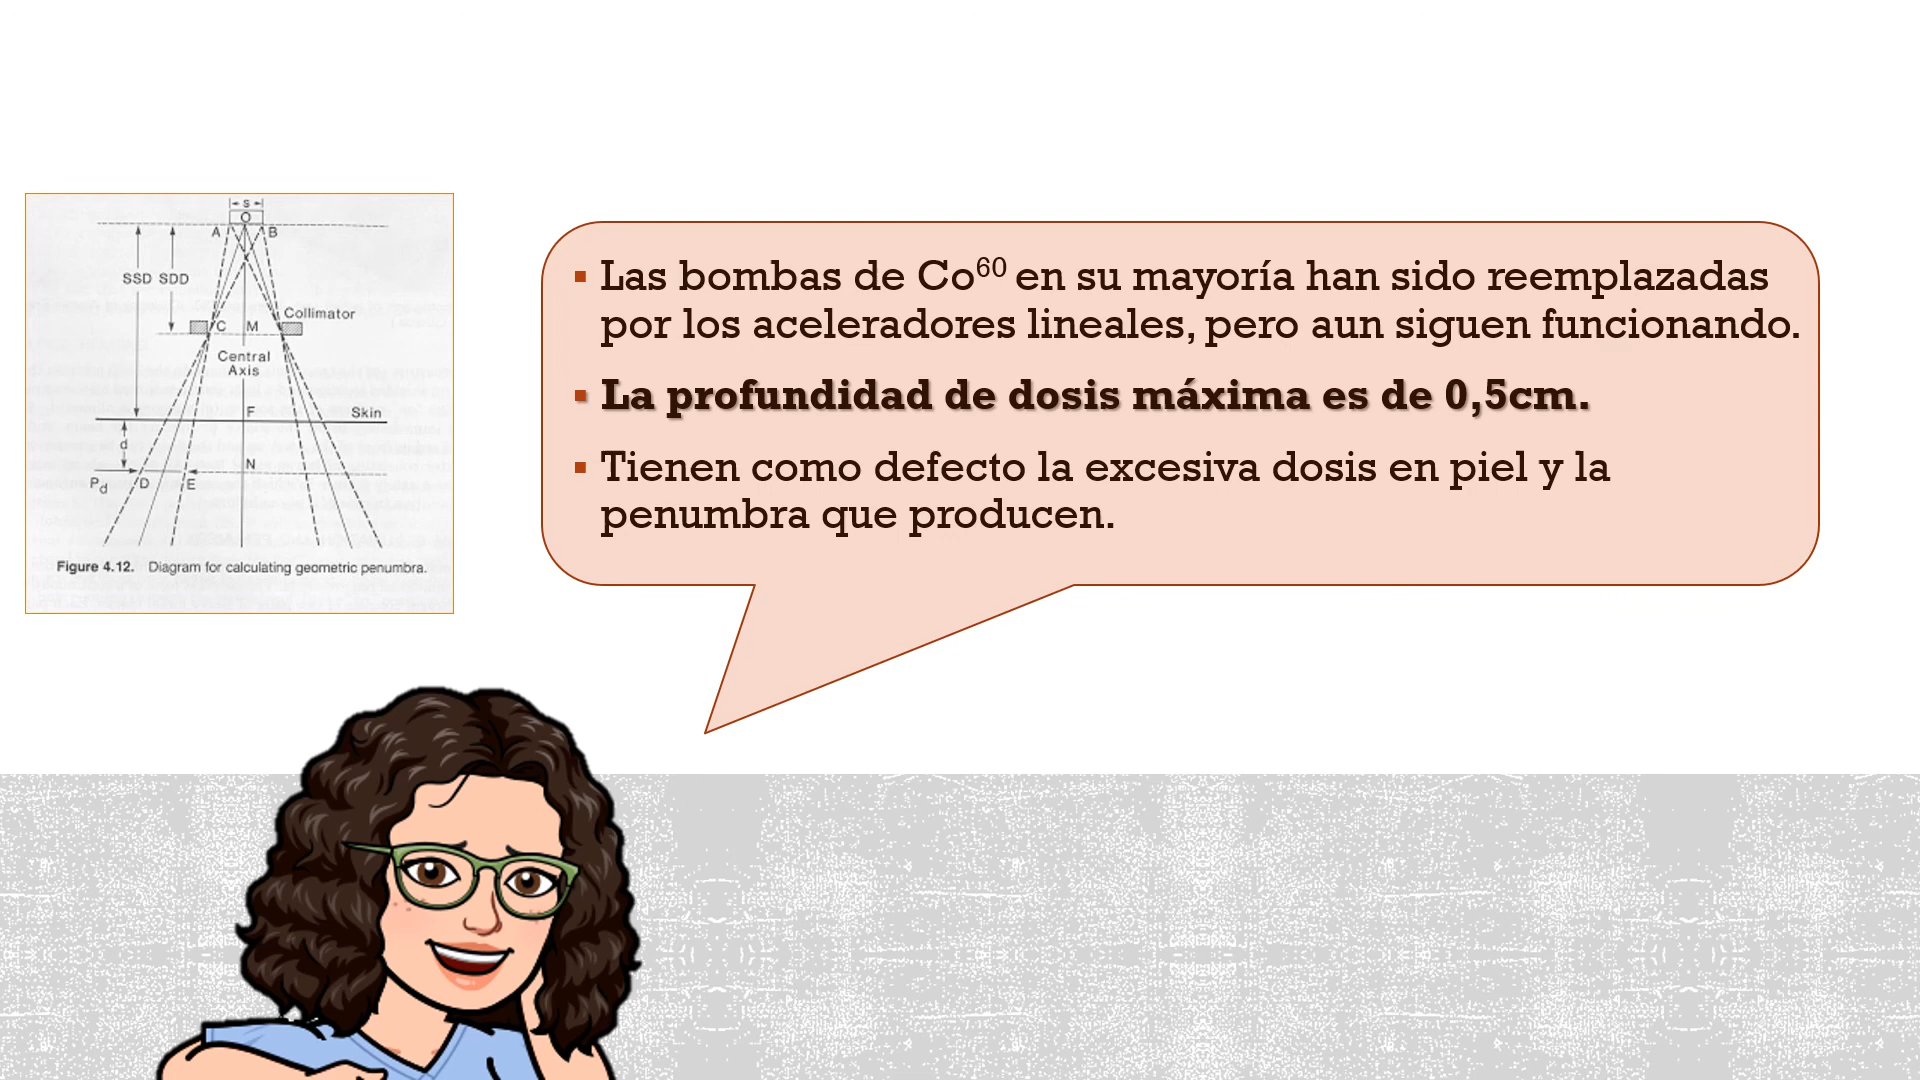 s
O
A B
SSD SDD
Collimator
C M
Central
Axis
F Skin
d
N
Pd D E
Figure 4.12. Diagram for calculating geometric penumbra.
▪ Las bombas de Co⁶⁰ en su mayoría han sido reemplazadas
por los aceleradores lineales, pero aun siguen funcionando.
▪ La profundidad de dosis máxima es de 0,5cm.
▪ Tienen como defecto la excesiva dosis en piel y la
penumbra que producen.